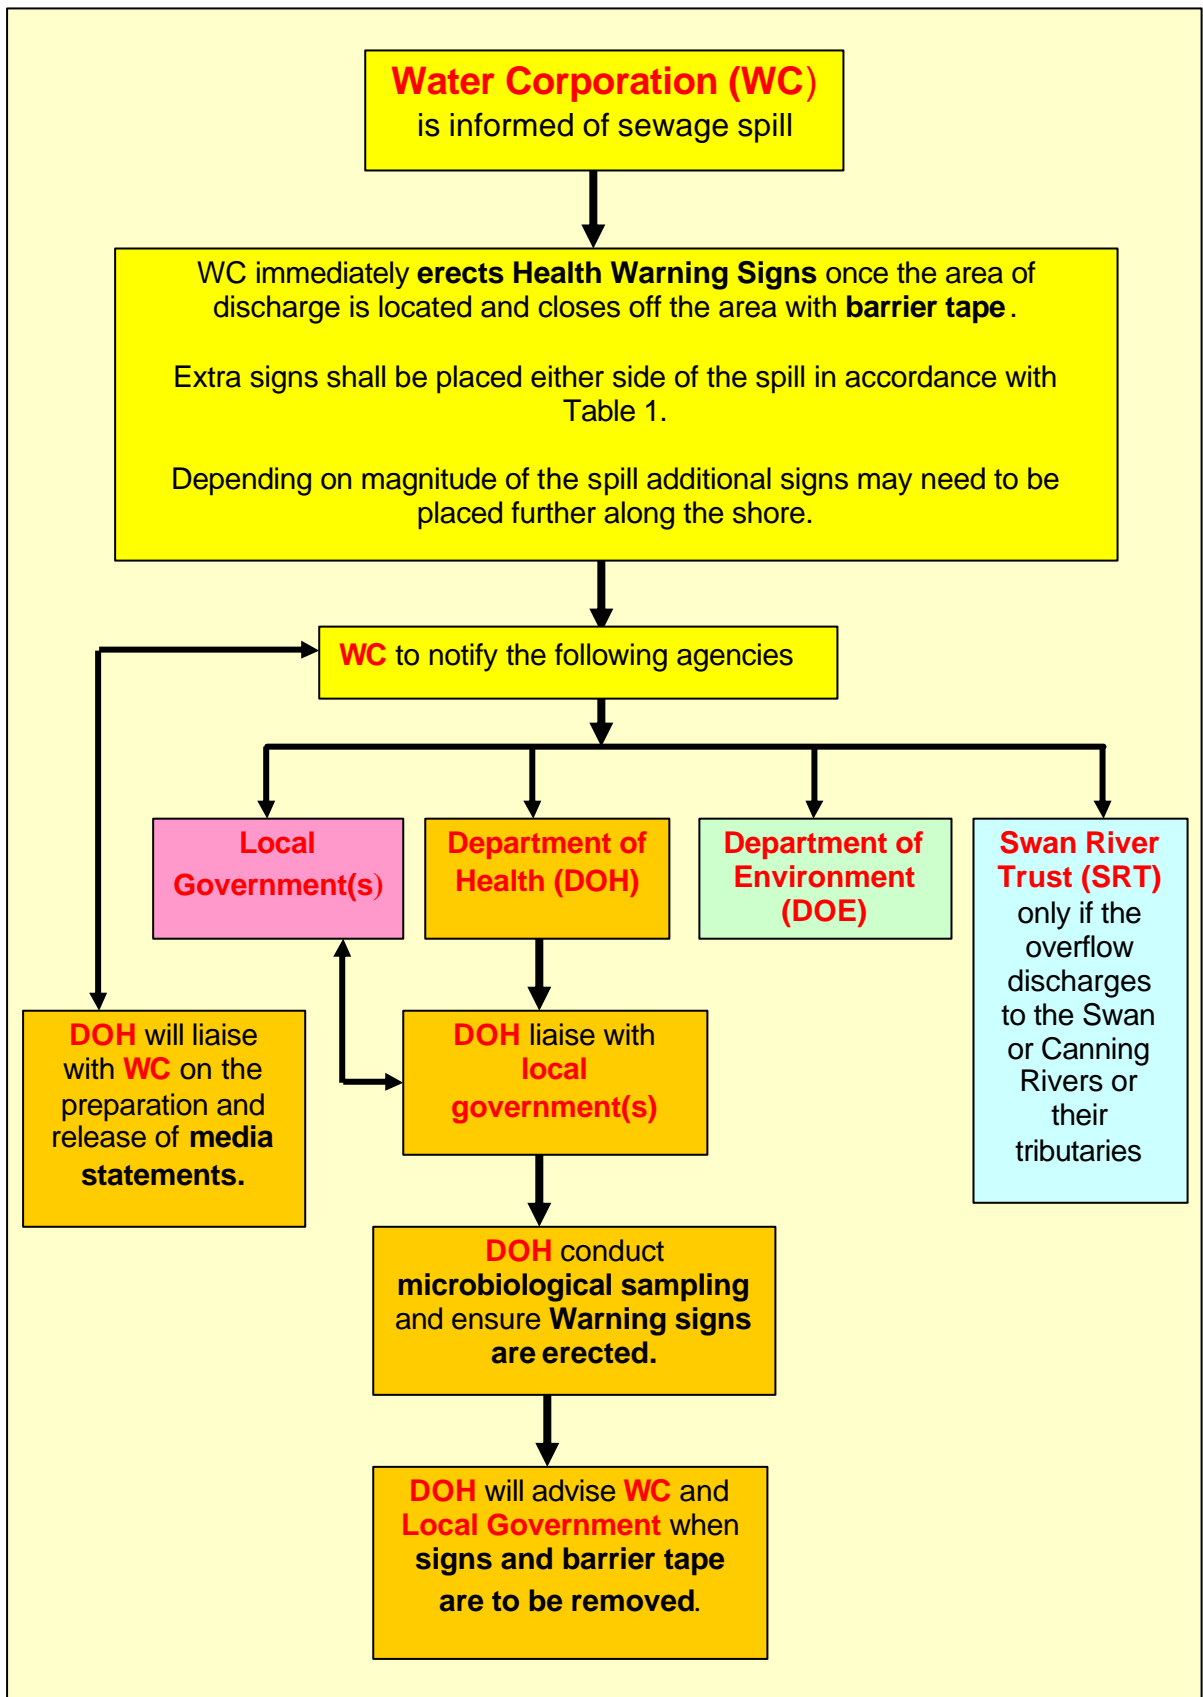 Water Corporation (WC)
is informed of sewage spill
WC immediately erects Health Warning Signs once the area of
discharge is located and closes off the area with barrier tape.
Extra signs shall be placed either side of the spill in accordance with
Table 1.
Depending on magnitude of the spill additional signs may need to be
placed further along the shore.
WC to notify the following agencies
Local
Government(s)
Department of
Health (DOH)
Department of
Environment
(DOE)
Swan River
Trust (SRT)
only if the
overflow
discharges
to the Swan
or Canning
Rivers or
their
tributaries
DOH will liaise
with WC on the
preparation and
release of media
statements.
DOH liaise with
local
government(s)
DOH conduct
microbiological sampling
and ensure Warning signs
are erected.
DOH will advise WC and
Local Government when
signs and barrier tape
are to be removed.